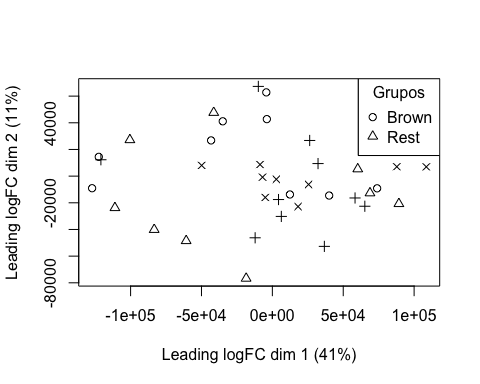 Grupos
Brown
Rest
Leading logFC dim 2 (11%)
40000
-20000
-80000
-1e+05
-5e+04
0e+00
5e+04
1e+05
Leading logFC dim 1 (41%)